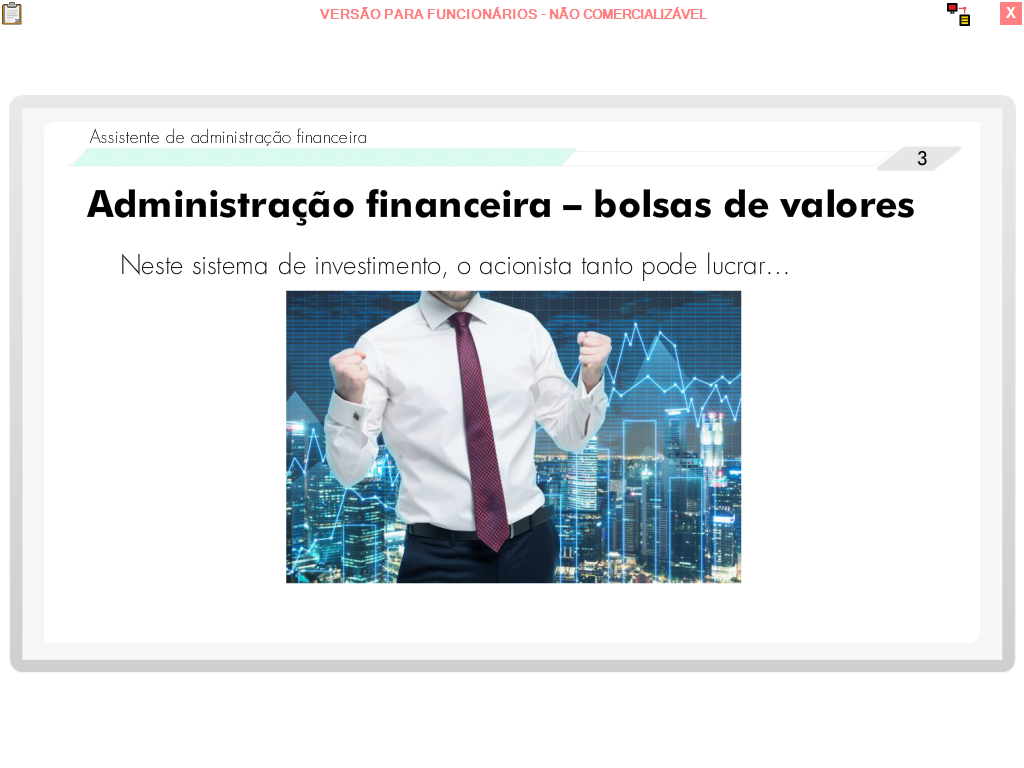 VERSÃO PARA FUNCIONÁRIOS - NÃO COMERCIALIZÁVEL
X
Assistente de administração financeira
3
Administração financeira – bolsas de valores
Neste sistema de investimento, o acionista tanto pode lucrar...